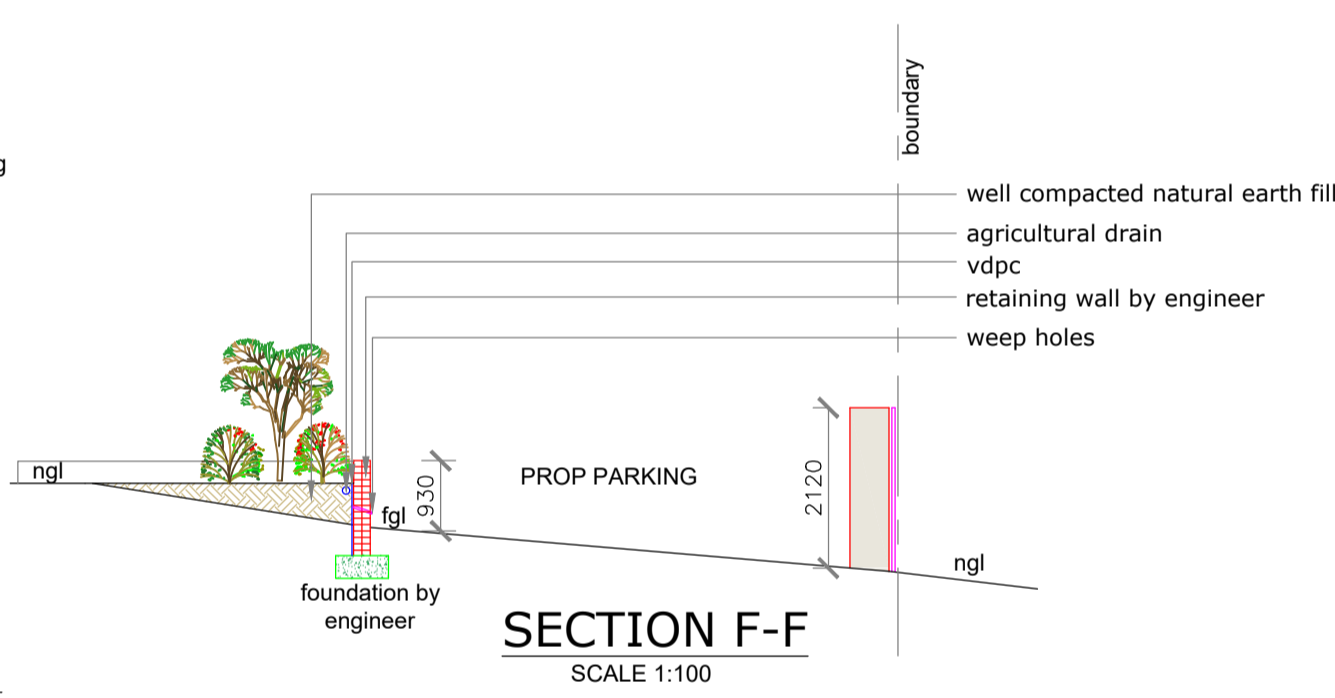 boundary
g
well compacted natural earth fill
agricultural drain
vdpc
retaining wall by engineer
weep holes
ngl
930
PROP PARKING
2120
fgl
ngl
foundation by
engineer
SECTION F-F
SCALE 1:100